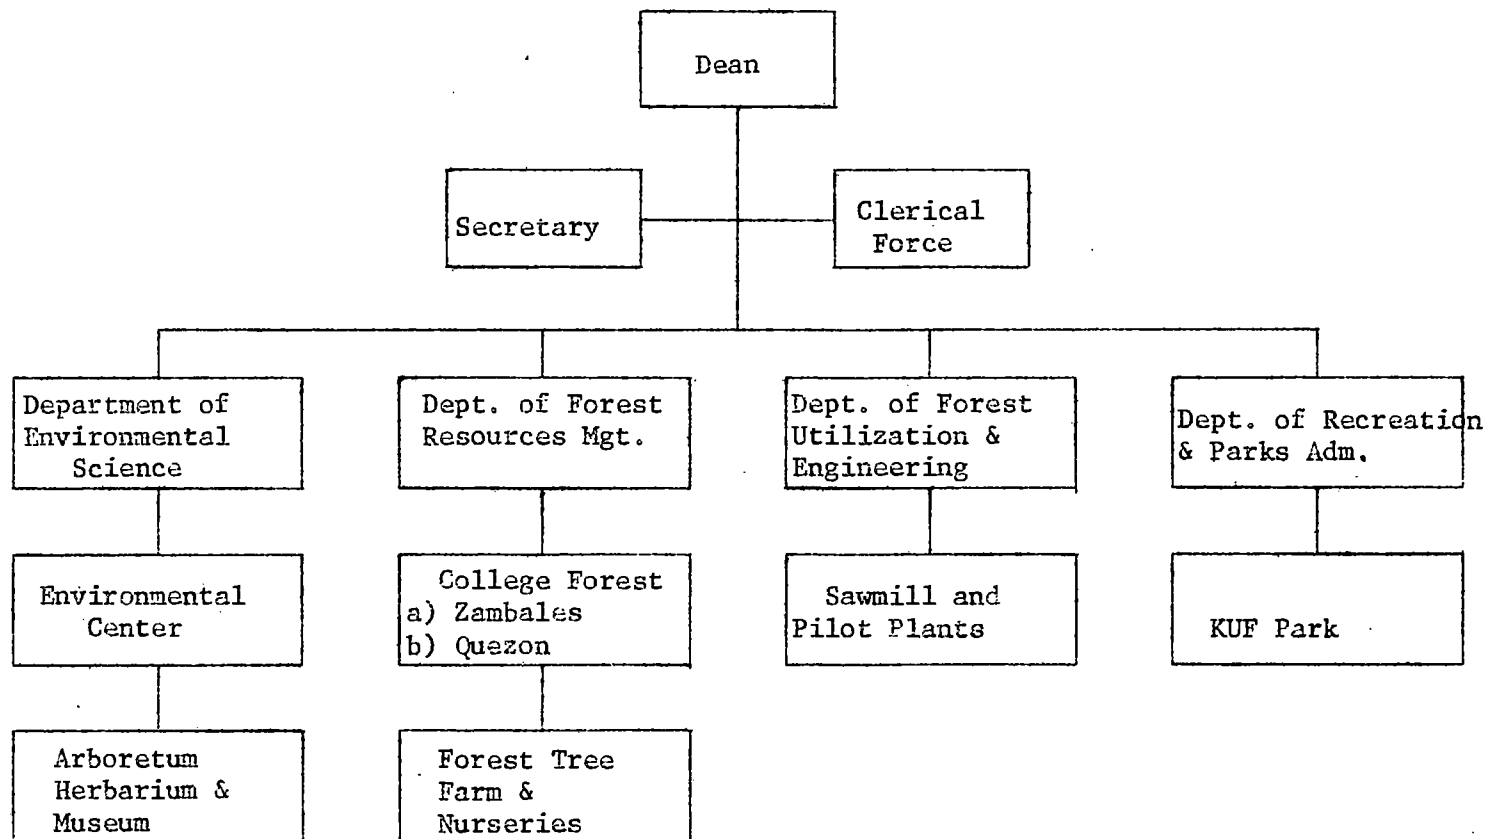 Dean
Secretary
Clerical
Force
Department of
Environmental
Science
Dept. of Forest
Resources Mgt.
Dept. of Forest
Utilization &
Engineering
Dept. of Recreation
& Parks Adm.
Environmental
Center
College Forest
a) Zambales
b) Quezon
Sawmill and
Pilot Plants
KUF Park
Arboretum
Herbarium &
Museum
Forest Tree
Farm &
Nurseries